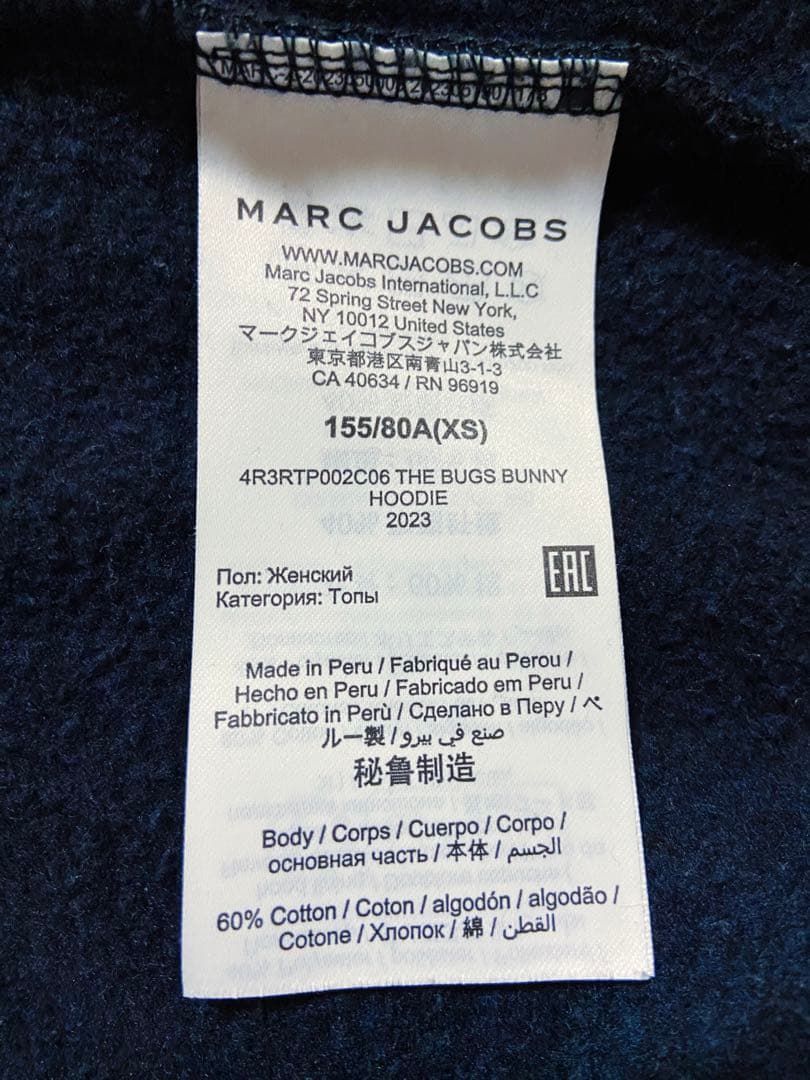 MARC JACOBS
WWW.MARCJACOBS.COM
Marc Jacobs International, L.L.C
72 Spring Street New York,
NY 10012 United States
マークジェイコブスジャパン株式会社
東京都港区南青山3-1-3
CA 40634 / RN 96919
155/80A(XS)
4R3RTP002C06 THE BUGS BUNNY
HOODIE
2023
Пол: Женский
Категория: Топы
EAC
Made in Peru / Fabriqué au Perou /
Hecho en Peru / Fabricado em Peru /
Fabbricato in Perù / Сделано в Перу / ペ
ルー製 / صنع في بيرو
秘鲁制造
Body / Corps / Cuerpo / Corpo /
основная часть / 本体 / الجسم
60% Cotton / Coton / algodón / algodão /
Cotone / Хлопок / 綿 / القطن